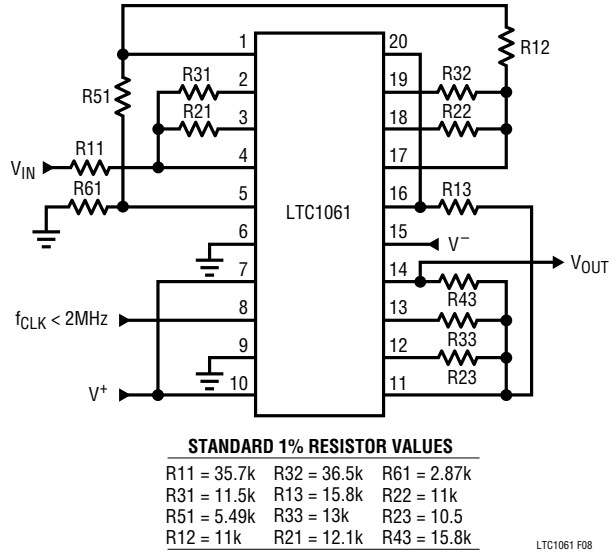 1
20
R12
R31
2
19
R32
R51
R21
3
18
R22
VIN
R11
4
17
R61
5
16
R13
LTC1061
6
15
V−
7
14
VOUT
R43
fCLK < 2MHz
8
13
R33
9
12
R23
V+
10
11
STANDARD 1% RESISTOR VALUES
R11 = 35.7k R32 = 36.5k R61 = 2.87k
R31 = 11.5k R13 = 15.8k R22 = 11k
R51 = 5.49k R33 = 13k R23 = 10.5
R12 = 11k R21 = 12.1k R43 = 15.8k
LTC1061 F08